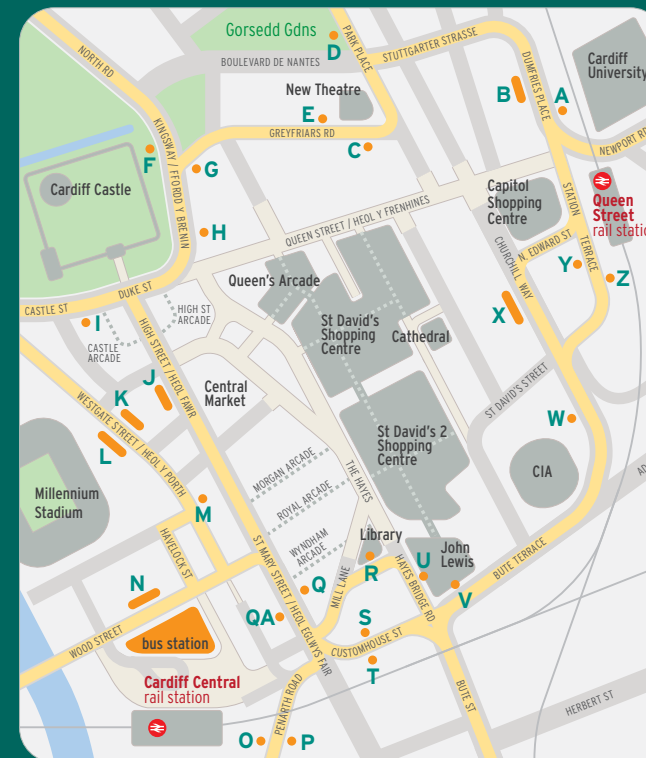 Gorsedd Gdns
D
PARK PLACE
NORTH RD
BOULEVARD DE NANTES
STUTTGARTER STRASSE
DUMFRIES PLACE
Cardiff
University
New Theatre
B
A
E
KINGSWAY / FFORDD Y BRENIN
GREYFRIARS RD
C
NEWPORT RD
F
G
Cardiff Castle
Capitol
Shopping
Centre
STATION
TERRACE
Queen
Street
rail stati
QUEEN STREET / HEOL Y FRENHINES
H
CHURCHILL WAY
N. EDWARD ST
Y
Z
Queen's Arcade
CASTLE ST
DUKE ST
HIGH ST
ARCADE
X
I
St David's
Shopping
Centre
Cathedral
CASTLE
ARCADE
HIGH STREET / HEOL FAWR
J
Central
Market
ST DAVID'S STREET
K
WESTGATE STREET / HEOL Y PORTH
L
W
St David's 2
Shopping
Centre
THE HAYES
MORGAN ARCADE
CIA
Millennium
Stadium
M
ROYAL ARCADE
AD
HAVELOCK ST
WYNDHAM
ARCADE
Library
John
Lewis
BUTE TERRACE
ST MARY STREET / HEOL EGLWYS FAIR
N
Q
MILL LANE
R
U
V
HAYES BRIDGE RD
QA
S
WOOD STREET
bus station
CUSTOMHOUSE ST
T
Cardiff Central
rail station
PENARTH ROAD
BUTE ST
HERBERT ST
O
P